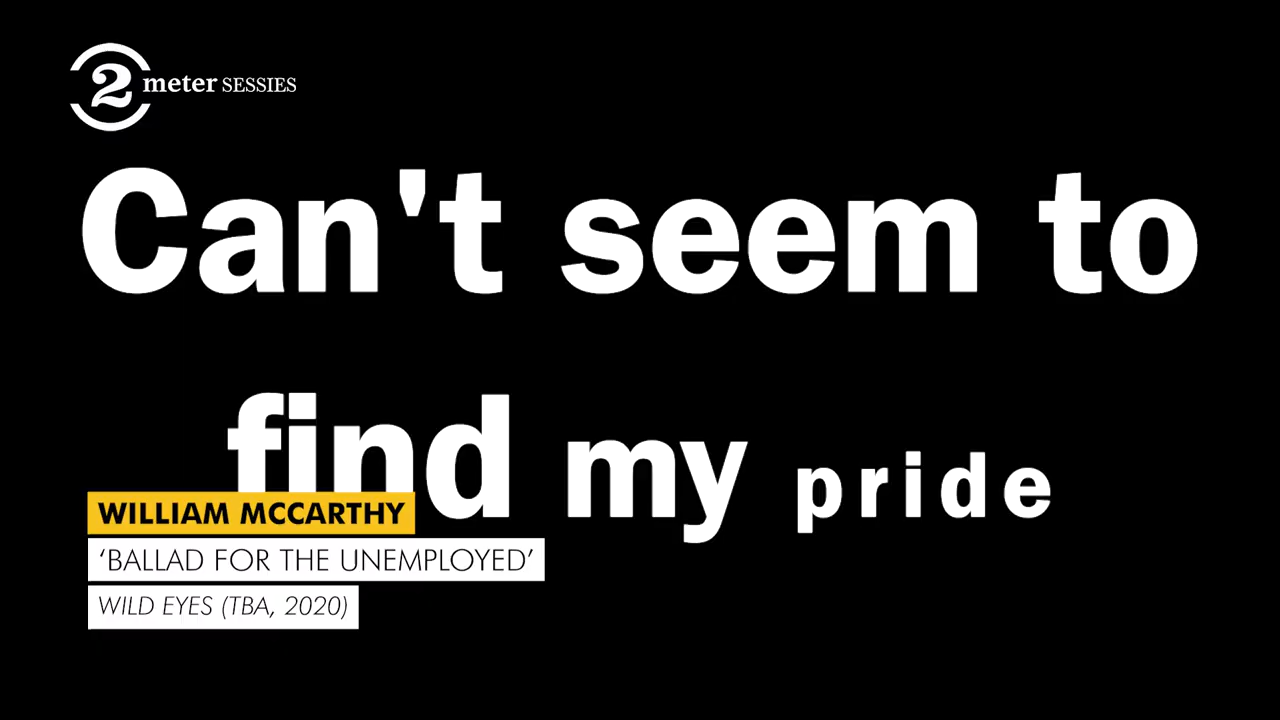 2 meter SESSIES
Can't seem to
find my pride
WILLIAM MCCARTHY
‘BALLAD FOR THE UNEMPLOYED’
WILD EYES (TBA, 2020)